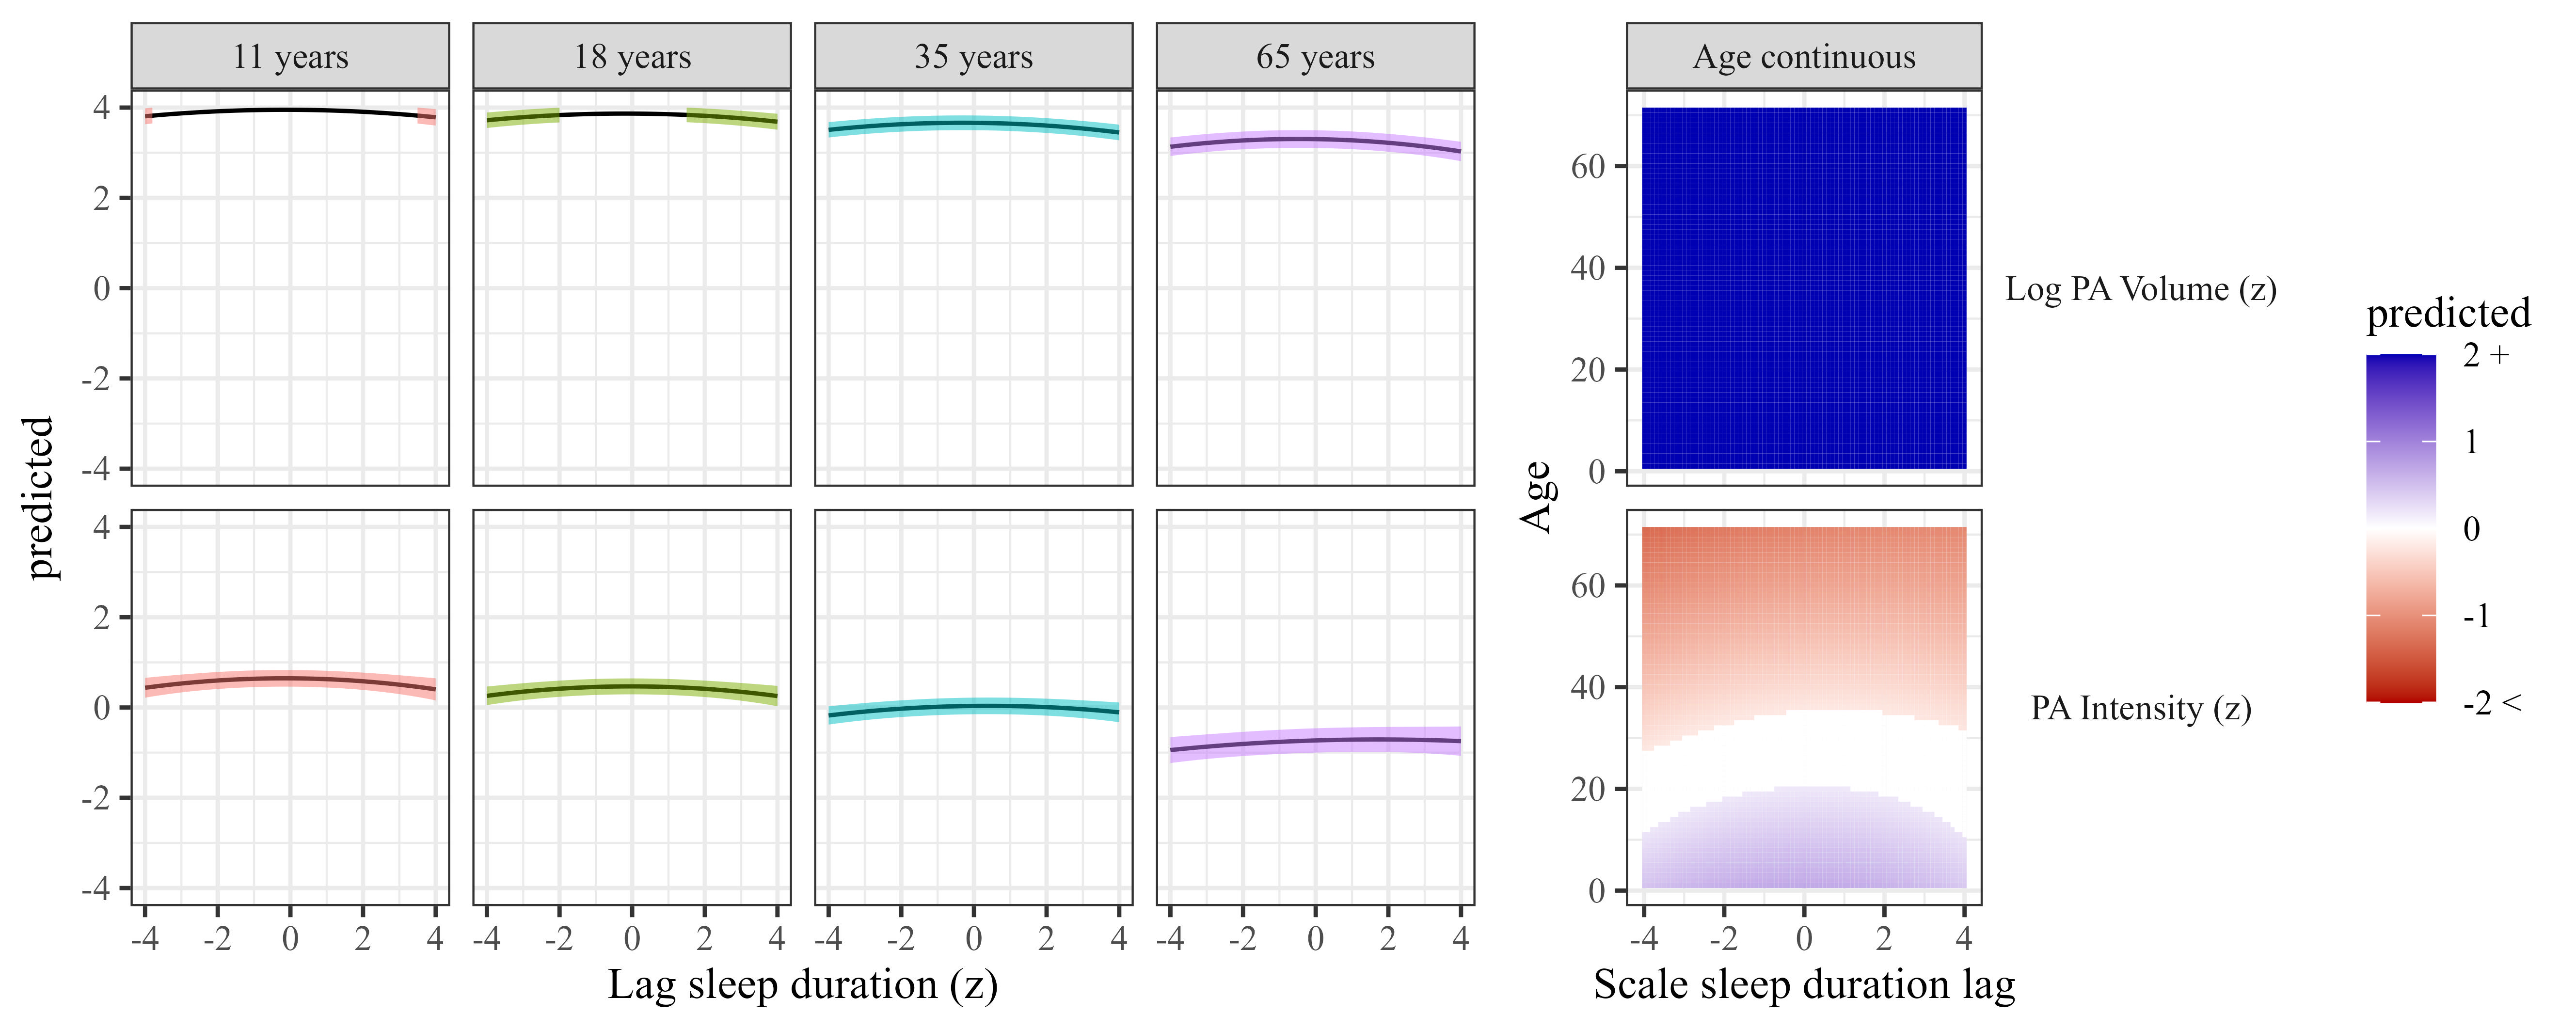 11 years
18 years
35 years
65 years
Age continuous
predicted
4
2
0
-2
-4
4
2
0
-2
-4
-4 -2 0 2 4
-4 -2 0 2 4
-4 -2 0 2 4
-4 -2 0 2 4
Lag sleep duration (z)
Age
60
40
20
0
60
40
20
0
-4 -2 0 2 4
Scale sleep duration lag
Log PA Volume (z)
PA Intensity (z)
predicted
2 +
1
0
-1
-2 <